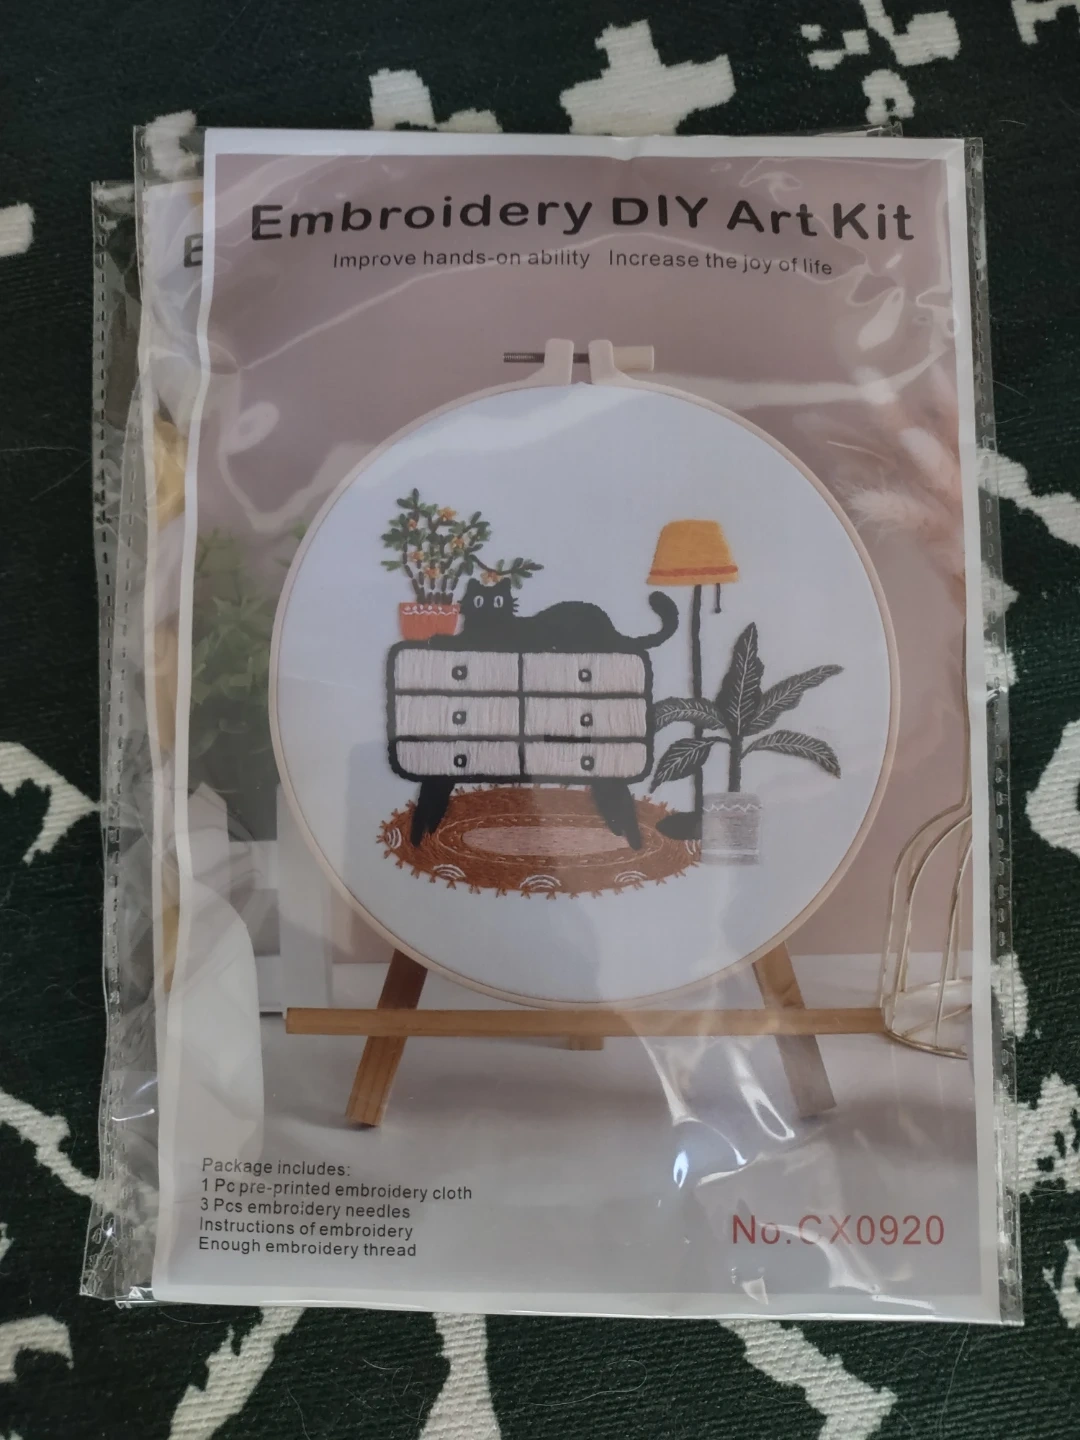 Embroidery DIY Art Kit
Improve hands-on ability Increase the joy of life
E
Package includes:
1 Pc pre-printed embroidery cloth
3 Pcs embroidery needles
Instructions of embroidery
Enough embroidery thread
No.CX0920